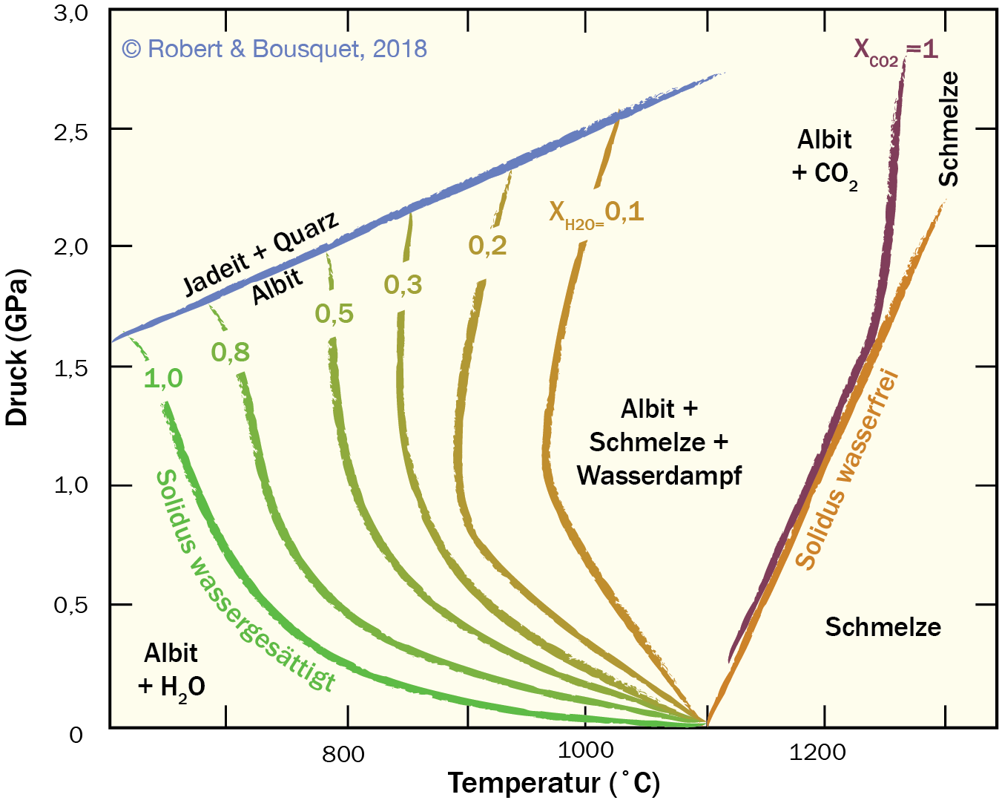 3,0
© Robert & Bousquet, 2018
X_CO2 =1
Schmelze
2,5
Albit
+ CO₂
X_H2O= 0,1
0,2
2,0
Jadeit + Quarz
Albit
0,3
0,5
0,8
1,0
1,5
Druck (GPa)
Albit +
Schmelze +
Wasserdampf
Solidus wasserfrei
1,0
Solidus wassergesättigt
0,5
Schmelze
Albit
+ H₂O
0
800
1000
1200
Temperatur (°C)